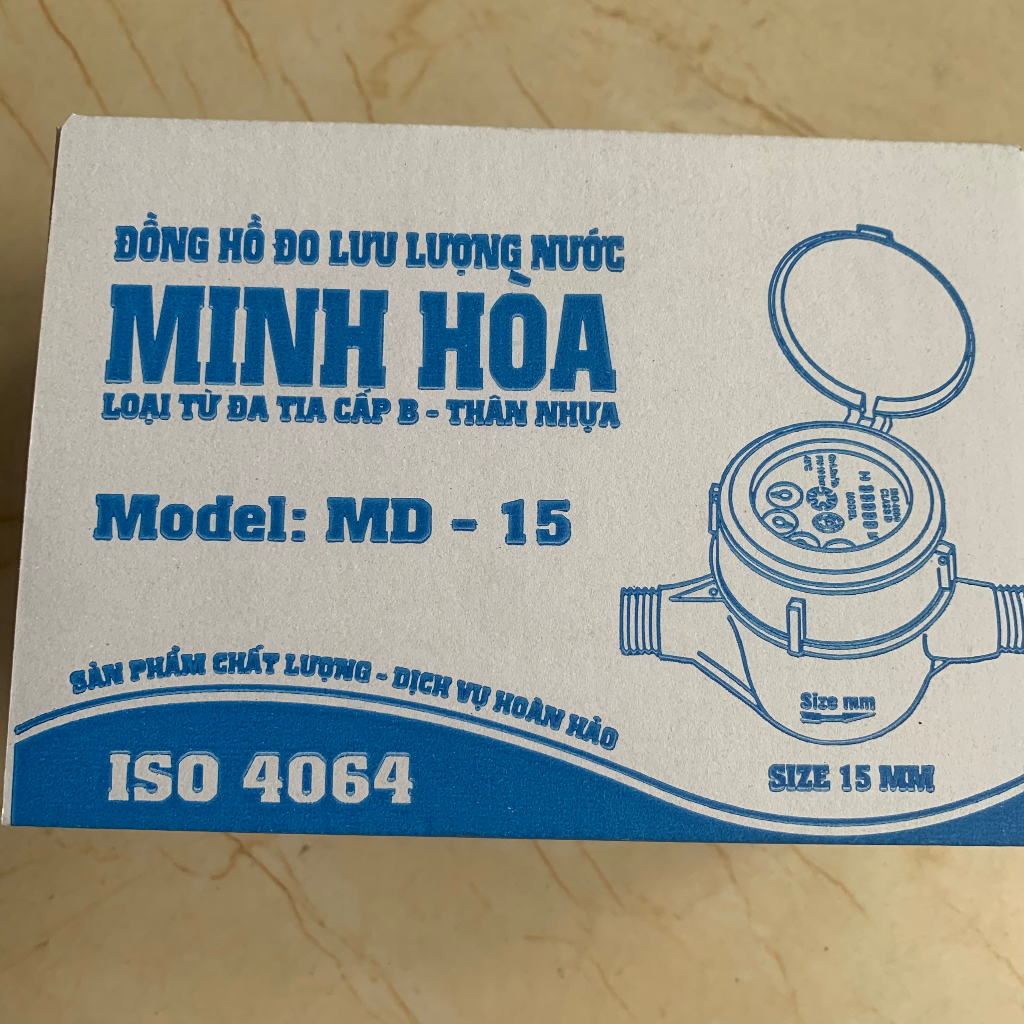 ĐỒNG HỒ ĐO LƯU LƯỢNG NƯỚC
MINH HÒA
LOẠI TỪ ĐA TIA CẤP B - THÂN NHỰA
Model: MD - 15
SẢN PHẨM CHẤT LƯỢNG - DỊCH VỤ HOÀN HẢO
ISO 4064
Size mm
SIZE 15 MM